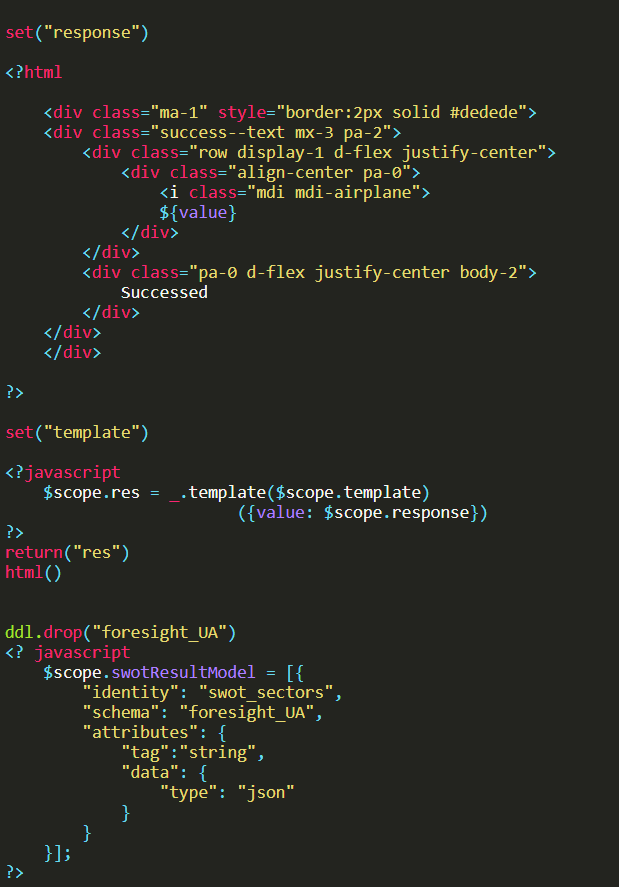 set("response")
<?html
<div class="ma-1" style="border:2px solid #dedede">
<div class="success--text mx-3 pa-2">
<div class="row display-1 d-flex justify-center">
<div class="align-center pa-0">
<i class="mdi mdi-airplane">
${value}
</div>
</div>
<div class="pa-0 d-flex justify-center body-2">
Successed
</div>
</div>
</div>
?>
set("template")
<?javascript
$scope.res = _.template($scope.template)
({value: $scope.response})
?>
return("res")
html()
ddl.drop("foresight_UA")
<? javascript
$scope.swotResultModel = [{
"identity": "swot_sectors",
"schema": "foresight_UA",
"attributes": {
"tag":"string",
"data": {
"type": "json"
}
}
}];
?>